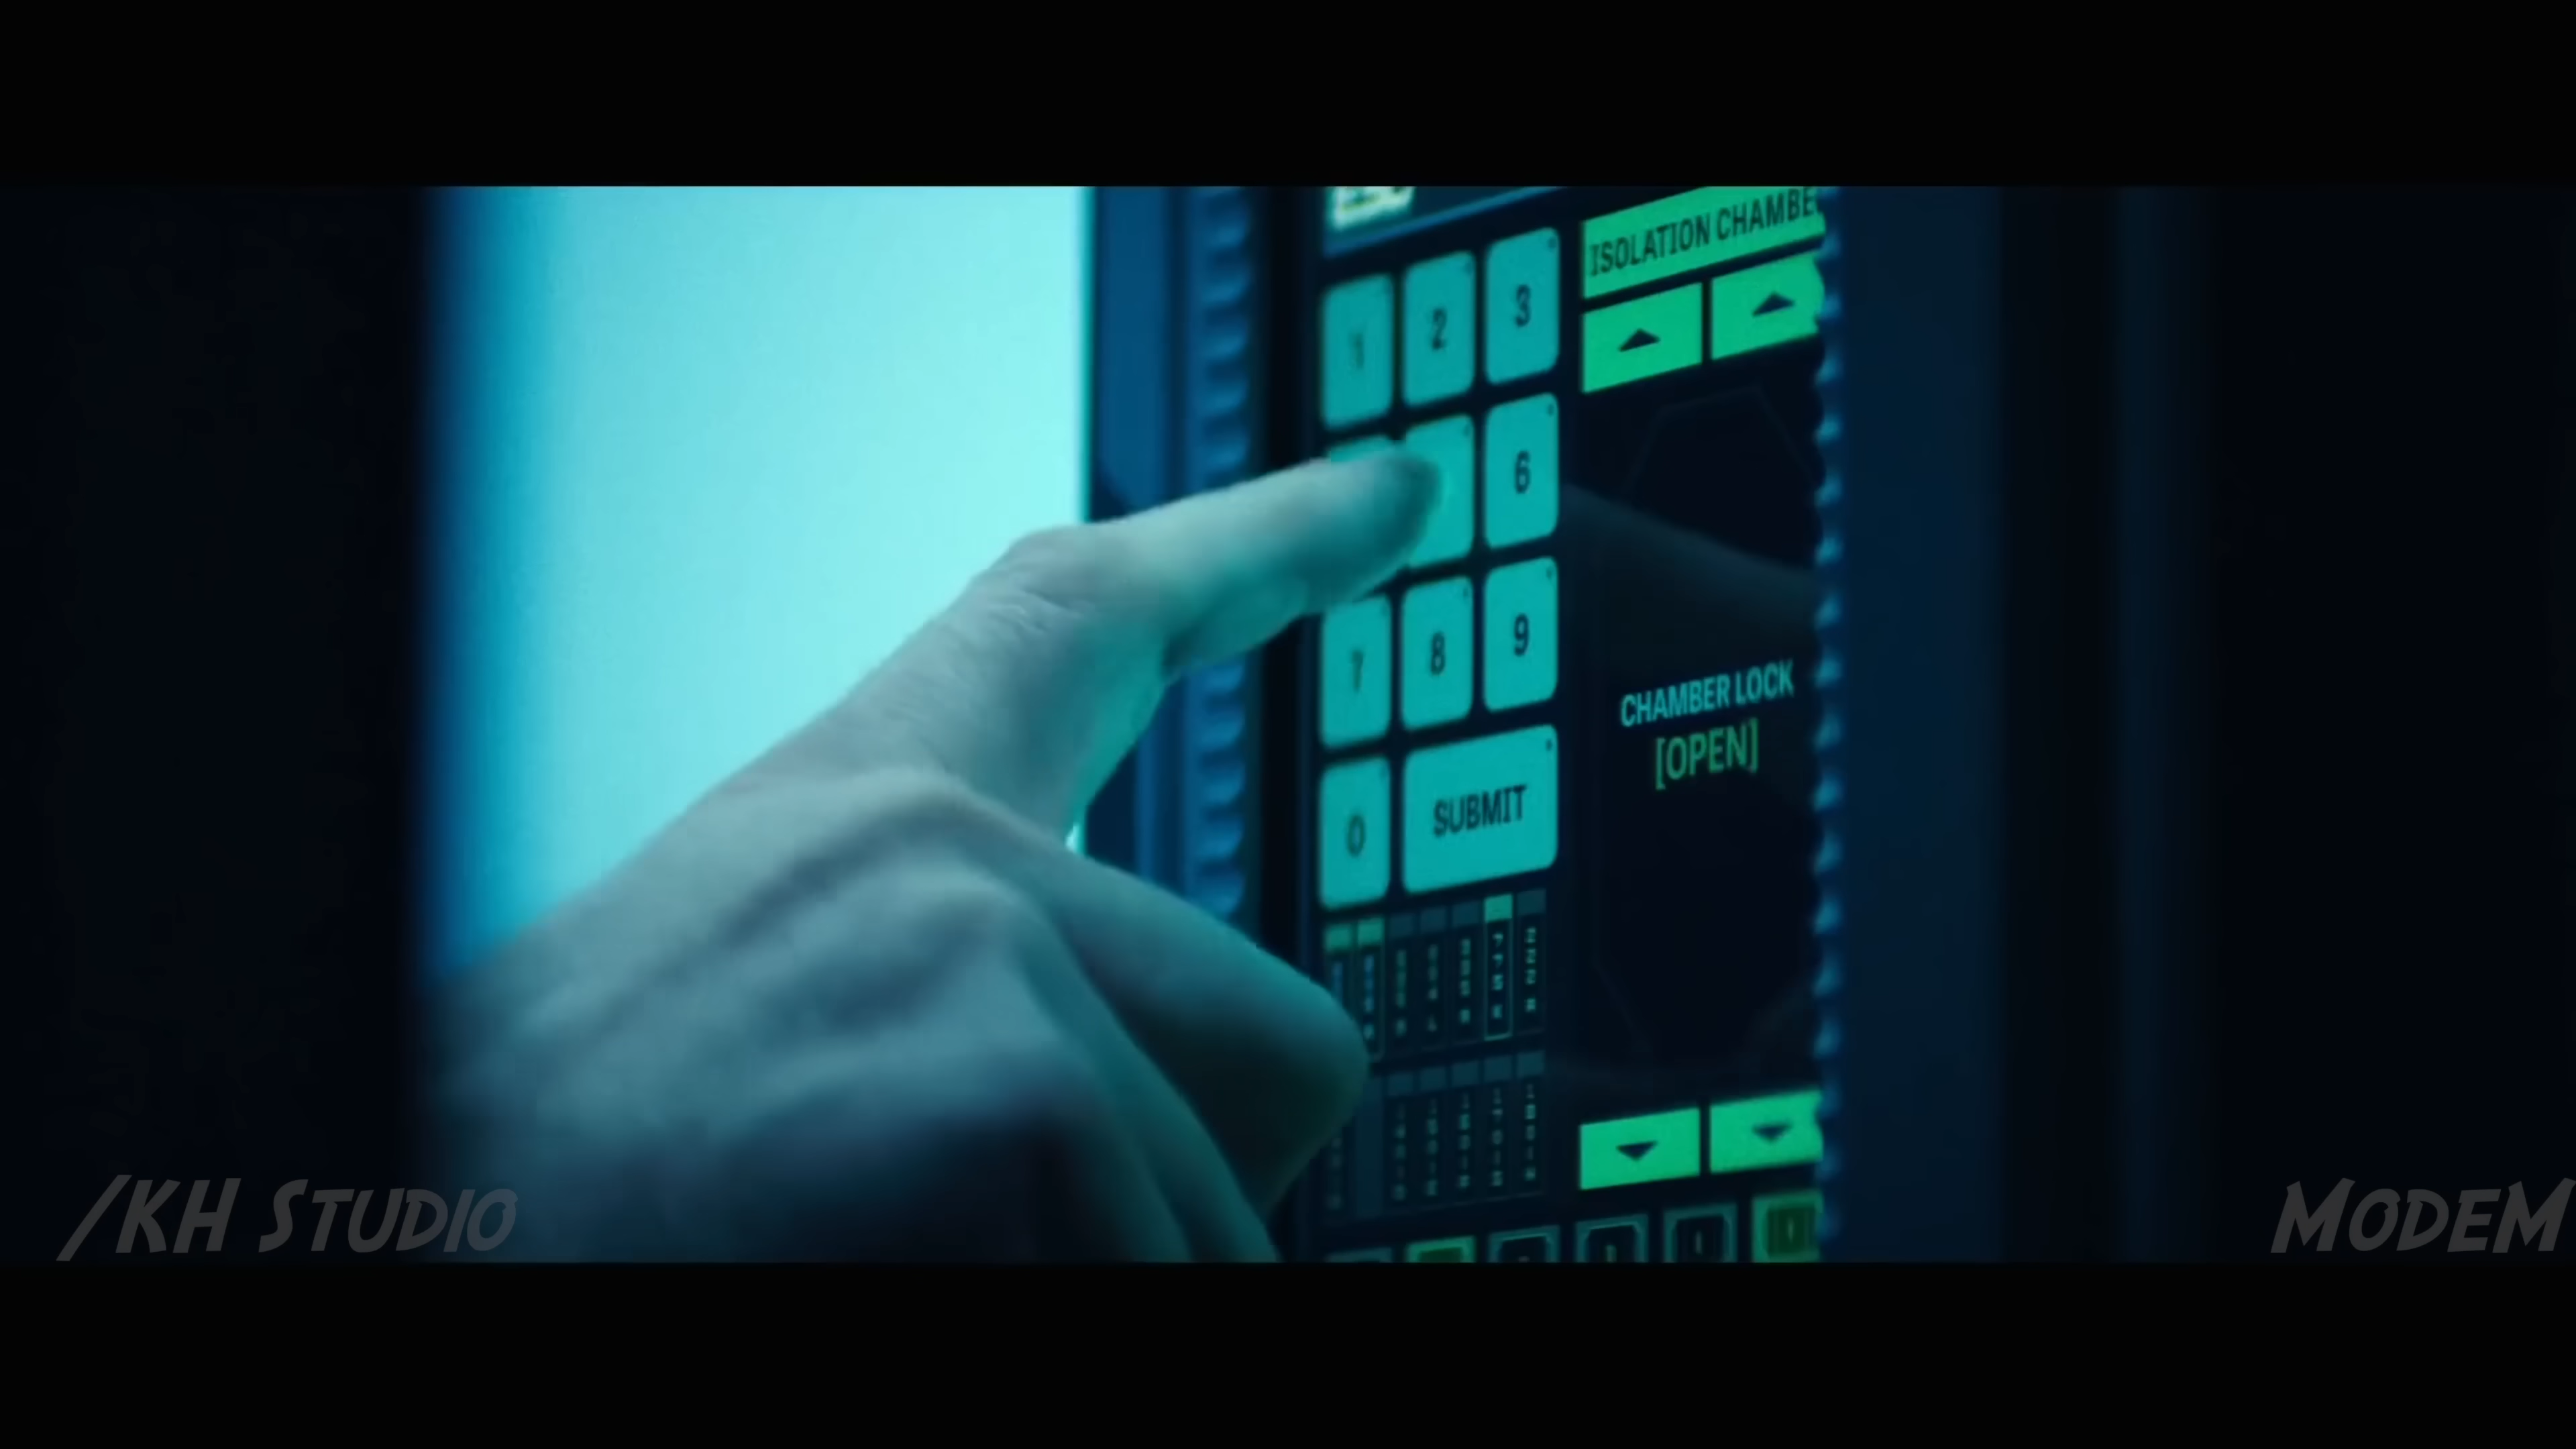 ISOLATION CHAMBE
1 2 3
6
7 8 9
0 SUBMIT
CHAMBER LOCK
[OPEN]
/KH STUDIO
MODEM